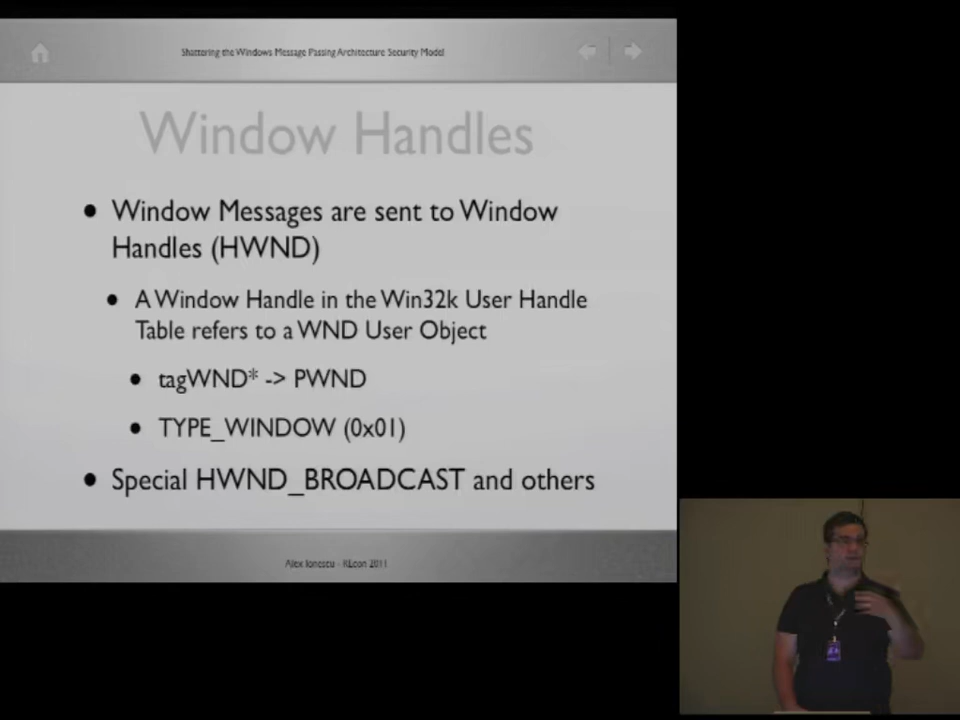 Shattering the Windows Message Passing Architecture Security Model
Window Handles
• Window Messages are sent to Window
Handles (HWND)
• A Window Handle in the Win32k User Handle
Table refers to a WND User Object
• tagWND* -> PWND
• TYPE_WINDOW (0x01)
• Special HWND_BROADCAST and others
Alex Ionescu - RECon 2011